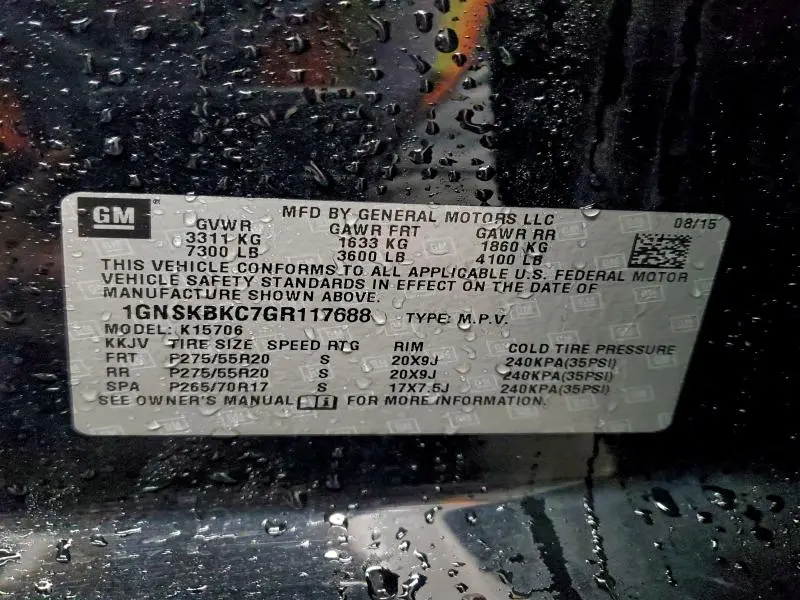 GM
MFD BY GENERAL MOTORS LLC 08/15
GVWR GAWR FRT GAWR RR
3311 KG 1633 KG 1860 KG
7300 LB 3600 LB 4100 LB
THIS VEHICLE CONFORMS TO ALL APPLICABLE U.S. FEDERAL MOTOR
VEHICLE SAFETY STANDARDS IN EFFECT ON THE DATE OF
MANUFACTURE SHOWN ABOVE.
1GNSKBKC7GR117688 TYPE: M.P.V.
MODEL: K15706
KKJV TIRE SIZE SPEED RTG RIM COLD TIRE PRESSURE
FRT P275/55R20 S 20X9J 240KPA(35PSI)
RR P275/55R20 S 20X9J 240KPA(35PSI)
SPA P265/70R17 S 17X7.5J 240KPA(35PSI)
SEE OWNER'S MANUAL FOR MORE INFORMATION.